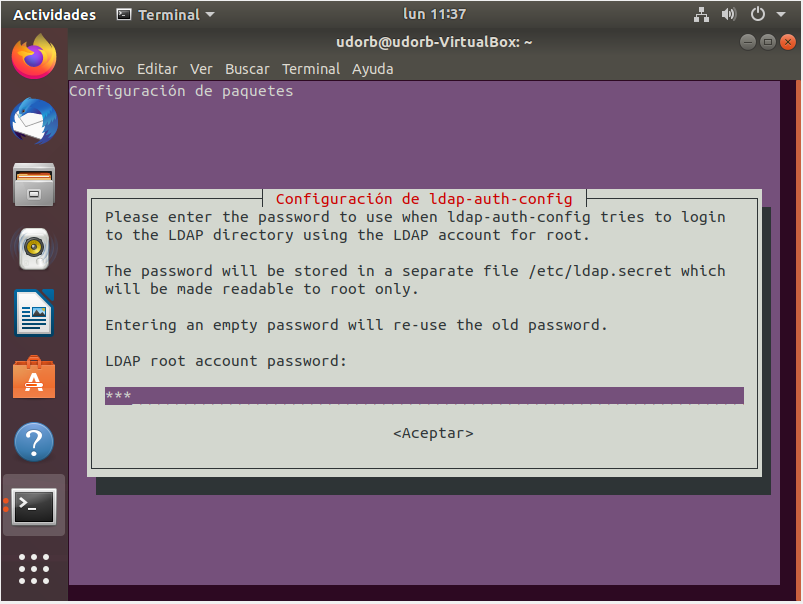 Actividades Terminal lun 11:37
udorb@udorb-VirtualBox: ~
Archivo Editar Ver Buscar Terminal Ayuda
Configuración de paquetes
Configuración de ldap-auth-config
Please enter the password to use when ldap-auth-config tries to login
to the LDAP directory using the LDAP account for root.
The password will be stored in a separate file /etc/ldap.secret which
will be made readable to root only.
Entering an empty password will re-use the old password.
LDAP root account password:
***
<Aceptar>